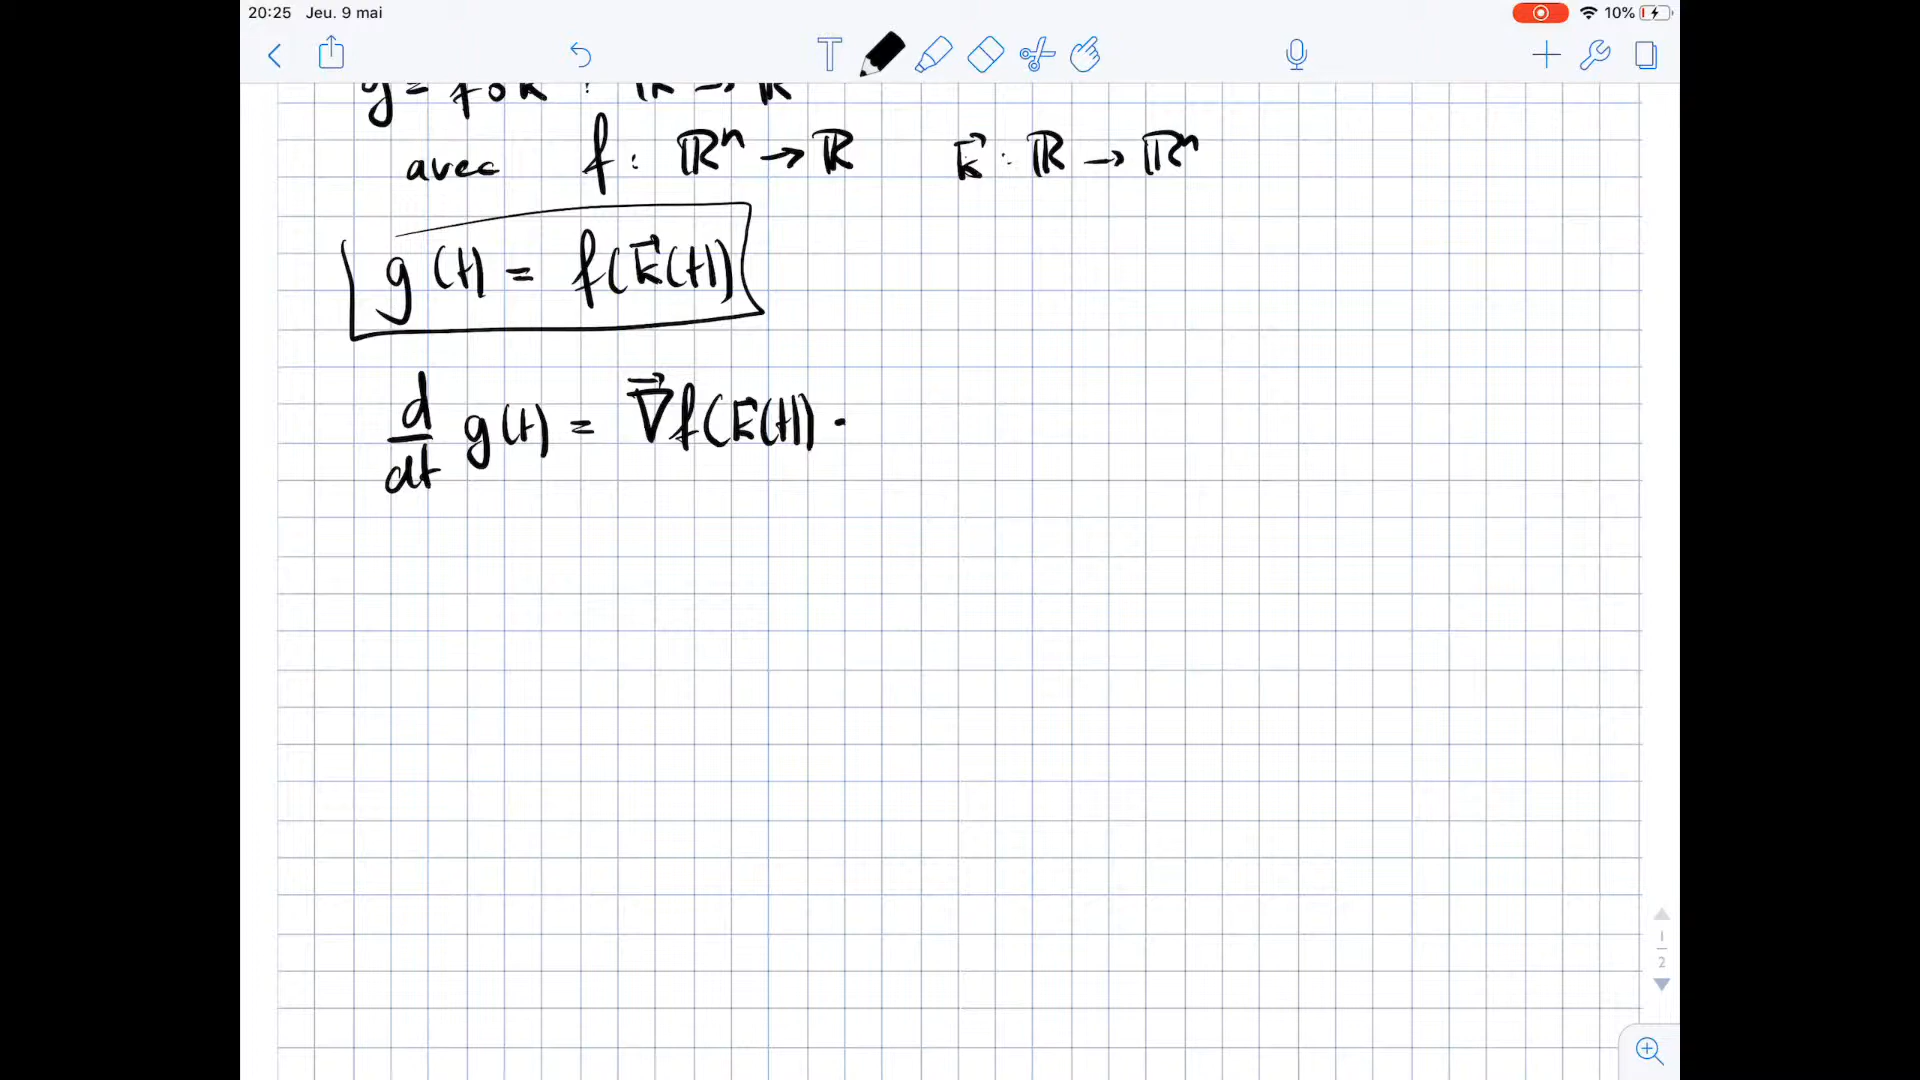 20:25 Jeu. 9 mai 10%
avec f : ℝⁿ → ℝ k⃗ : ℝ → ℝⁿ
g(t) = f(k⃗(t))
d/dt g(t) = ∇⃗f(k⃗(t)) ·
1
2